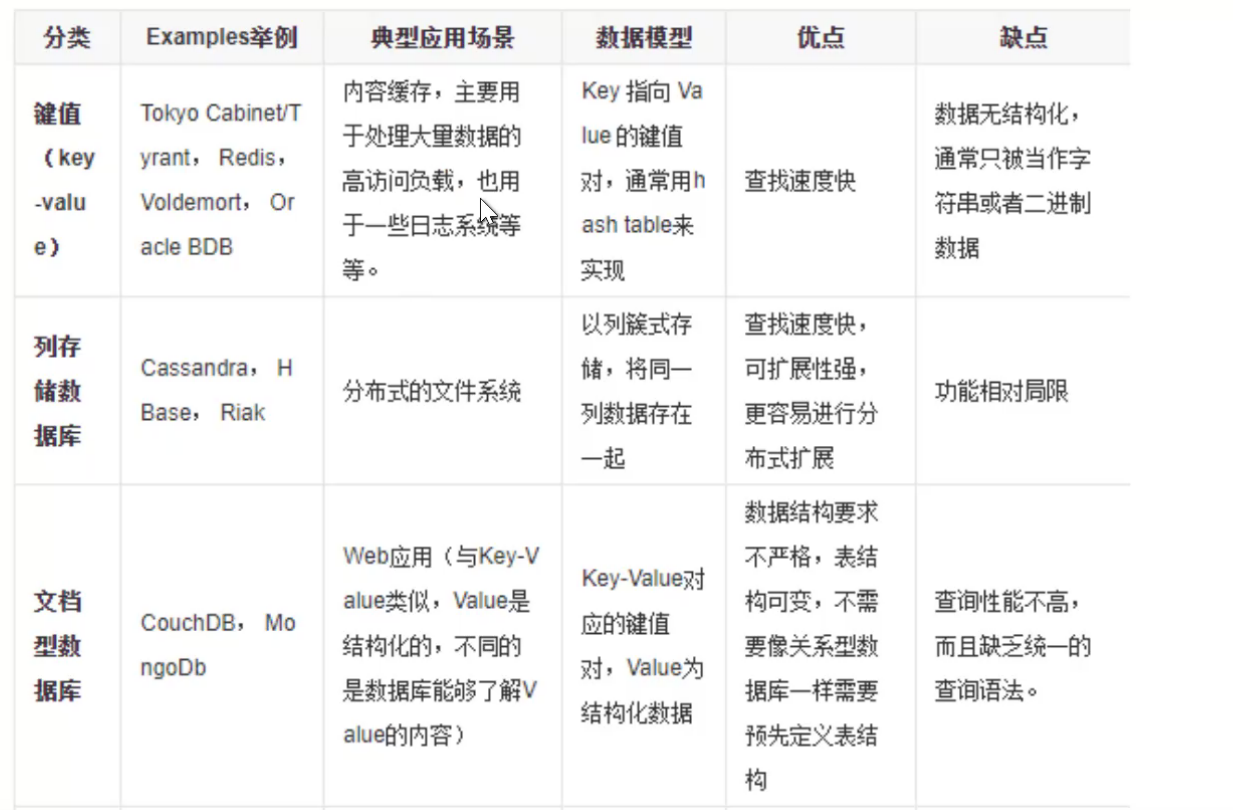 分类
Examples举例
典型应用场景
数据模型
优点
缺点
键值
（key
-valu
e）
Tokyo Cabinet/T
yrant， Redis，
Voldemort， Or
acle BDB
内容缓存，主要用
于处理大量数据的
高访问负载，也用
于一些日志系统等
等。
Key 指向 Va
lue 的键值
对，通常用h
ash table来
实现
查找速度快
数据无结构化，
通常只被当作字
符串或者二进制
数据
列存
储数
据库
Cassandra， H
Base， Riak
分布式的文件系统
以列簇式存
储，将同一
列数据存在
一起
查找速度快，
可扩展性强，
更容易进行分
布式扩展
功能相对局限
文档
型数
据库
CouchDB， Mo
ngoDb
Web应用（与Key-V
alue类似，Value是
结构化的，不同的
是数据库能够了解V
alue的内容）
Key-Value对
应的键值
对，Value为
结构化数据
数据结构要求
不严格，表结
构可变，不需
要像关系型数
据库一样需要
预先定义表结
构
查询性能不高，
而且缺乏统一的
查询语法。